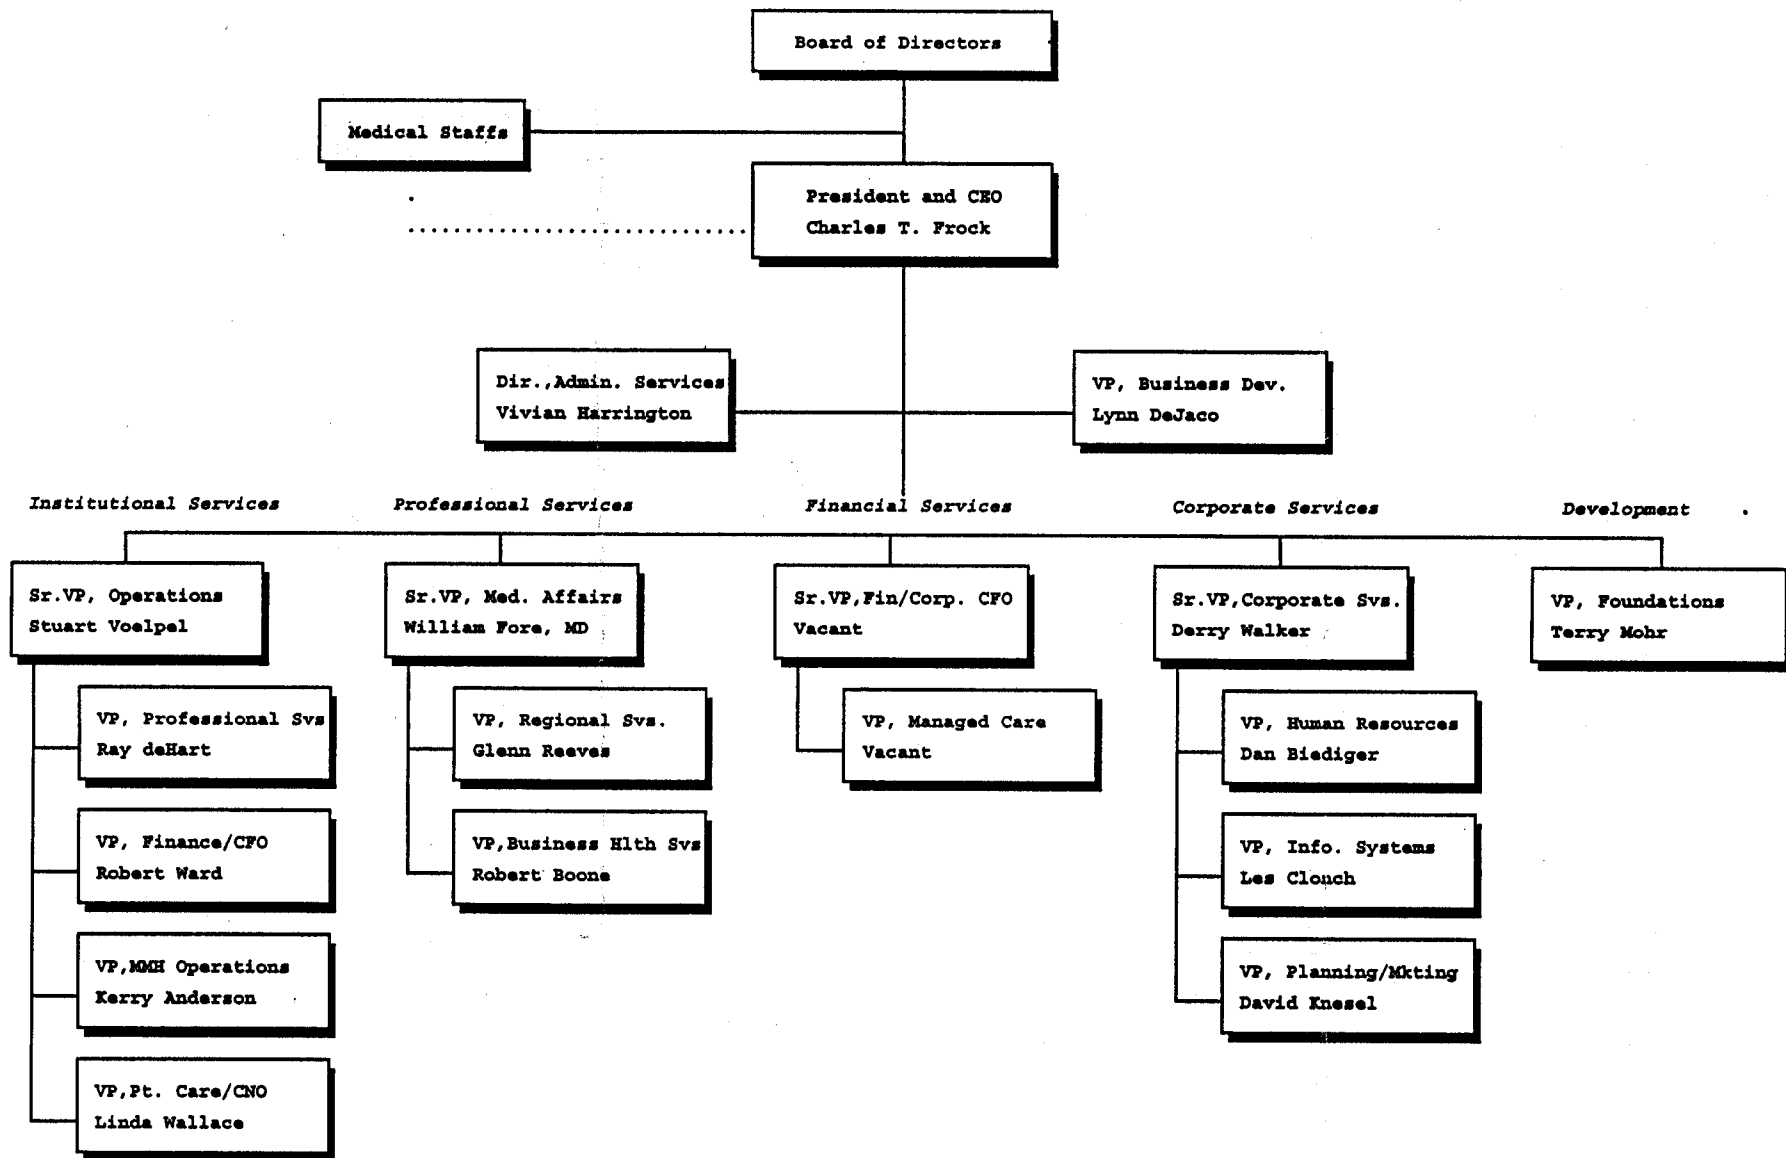 Board of Directors
Medical Staffs
President and CEO
Charles T. Frock
Dir.,Admin. Services
Vivian Harrington
VP, Business Dev.
Lynn DeJaco
Institutional Services
Professional Services
Financial Services
Corporate Services
Development
Sr.VP, Operations
Stuart Voelpel
VP, Professional Svs
Ray deHart
VP, Finance/CFO
Robert Ward
VP,MMH Operations
Kerry Anderson
VP,Pt. Care/CNO
Linda Wallace
Sr.VP, Med. Affairs
William Fore, MD
VP, Regional Svs.
Glenn Reeves
VP,Business Hlth Svs
Robert Boone
Sr.VP,Fin/Corp. CFO
Vacant
VP, Managed Care
Vacant
Sr.VP,Corporate Svs.
Derry Walker
VP, Human Resources
Dan Biediger
VP, Info. Systems
Les Clonch
VP, Planning/Mkting
David Knesel
VP, Foundations
Terry Mohr